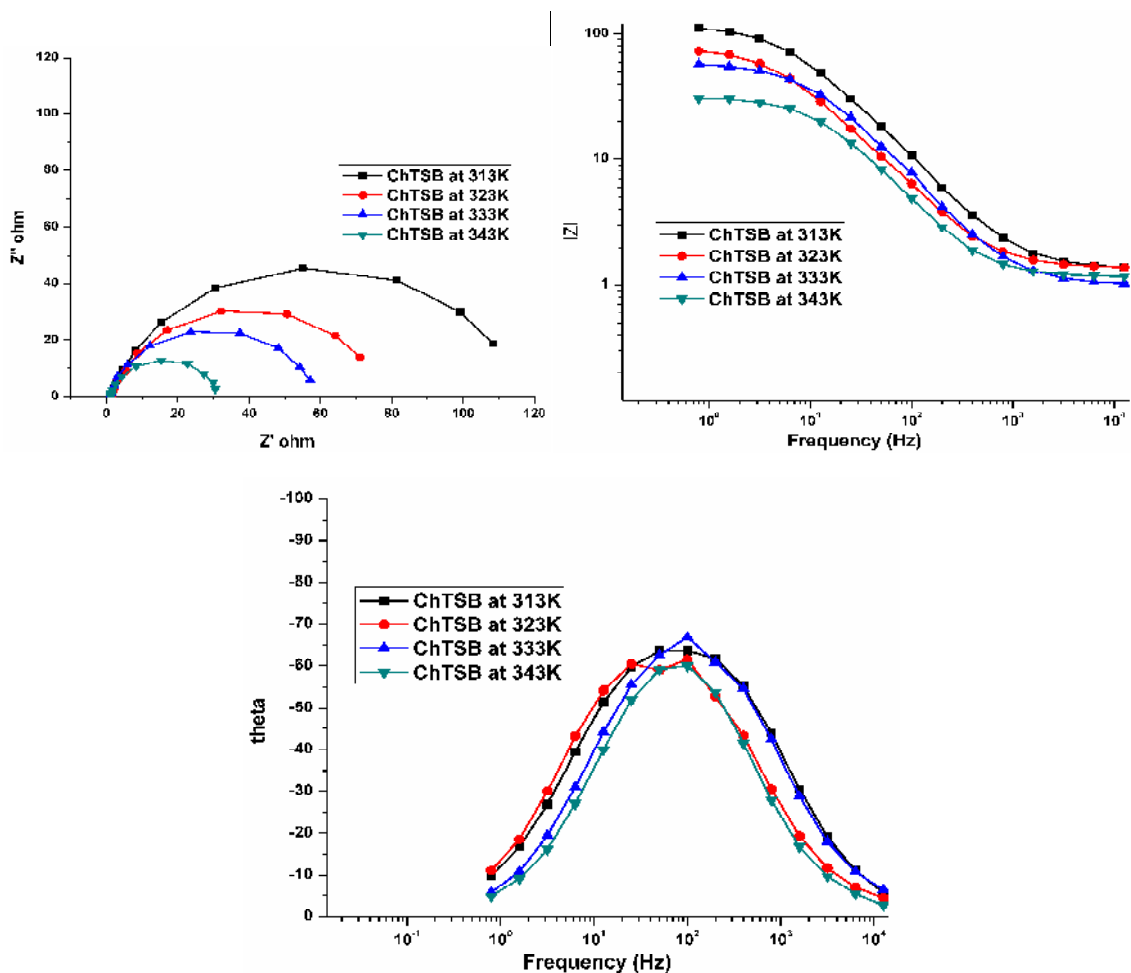 120
100
80
60
40
20
0
Z'' ohm
ChTSB at 313K
ChTSB at 323K
ChTSB at 333K
ChTSB at 343K
0 20 40 60 80 100 120
Z' ohm
100
10
1
|Z|
ChTSB at 313K
ChTSB at 323K
ChTSB at 333K
ChTSB at 343K
10⁰ 10² 10³
Frequency (Hz)
-100
-90
-80
-70
-60
-50
-40
-30
-20
-10
0
theta
ChTSB at 313K
ChTSB at 323K
ChTSB at 333K
ChTSB at 343K
10⁻¹ 10⁰ 10¹ 10² 10³ 10⁴
Frequency (Hz)